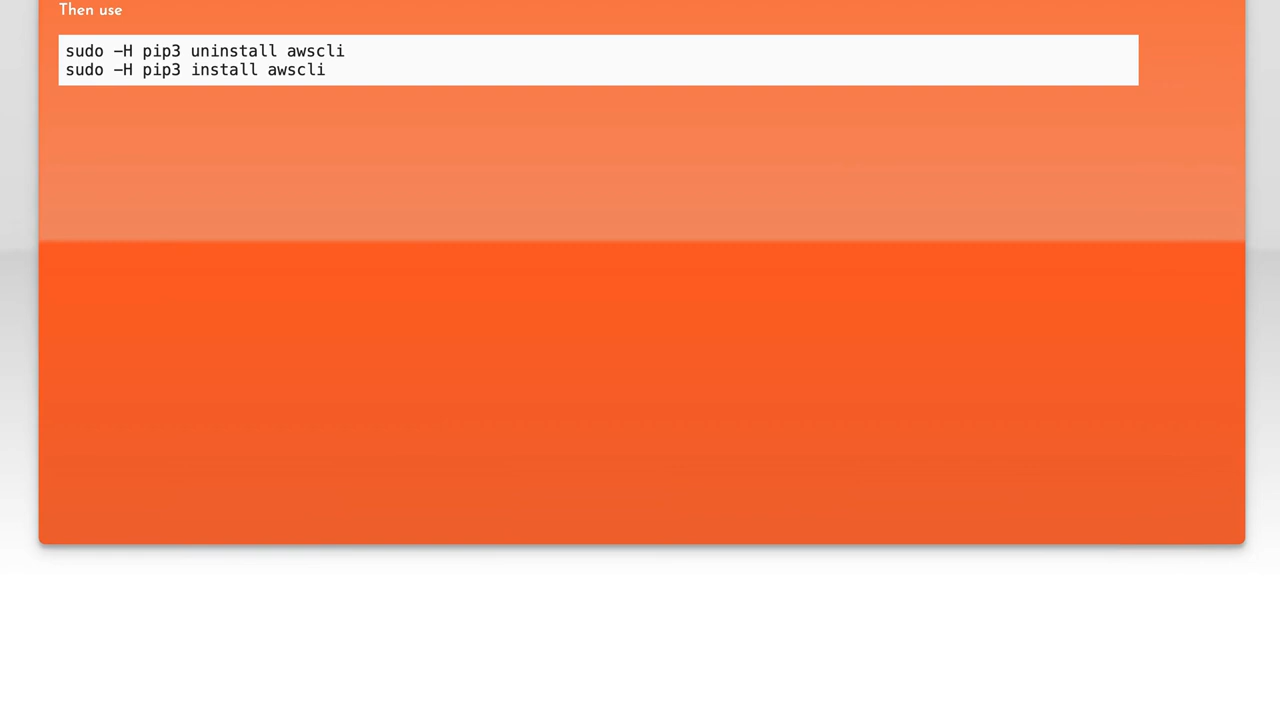 Then use
sudo -H pip3 uninstall awscli
sudo -H pip3 install awscli